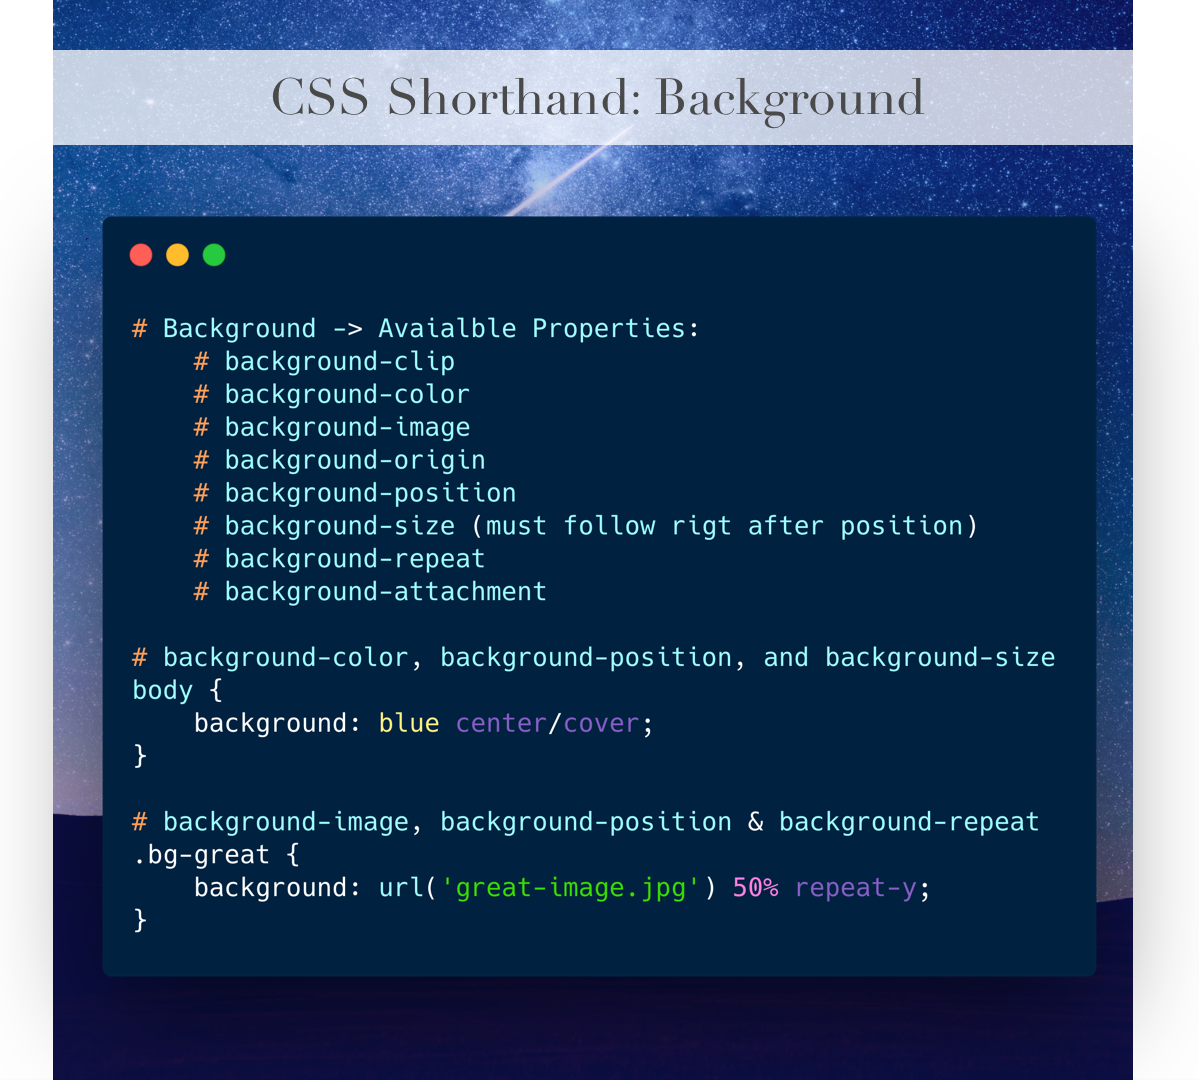 CSS Shorthand: Background
# Background -> Avaialble Properties:
# background-clip
# background-color
# background-image
# background-origin
# background-position
# background-size (must follow rigt after position)
# background-repeat
# background-attachment
# background-color, background-position, and background-size
body {
background: blue center/cover;
}
# background-image, background-position & background-repeat
.bg-great {
background: url('great-image.jpg') 50% repeat-y;
}